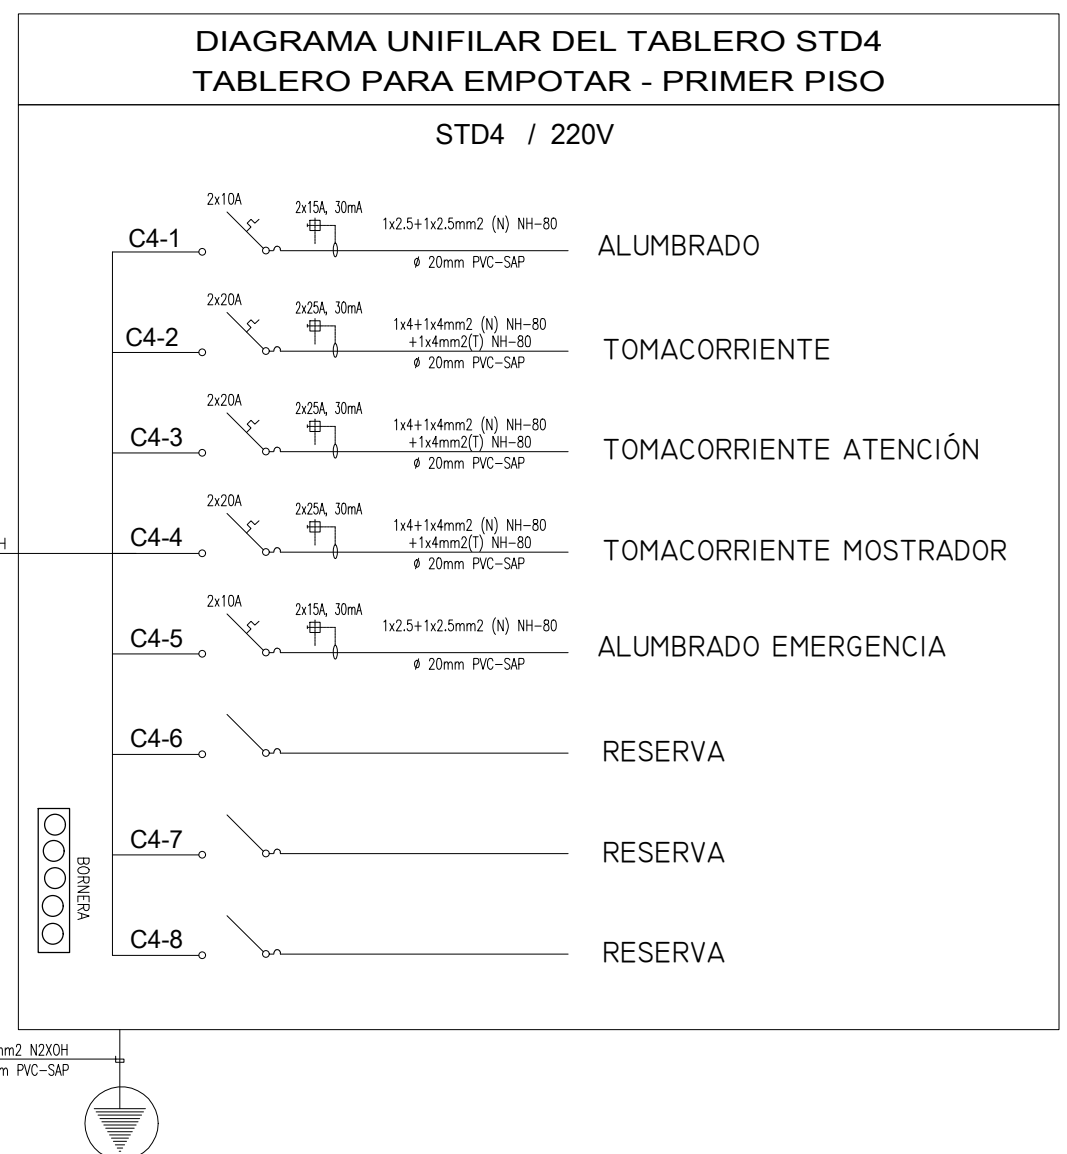 DIAGRAMA UNIFILAR DEL TABLERO STD4
TABLERO PARA EMPOTAR - PRIMER PISO
STD4 / 220V
C4-1
2x10A
2x15A, 30mA
1x2.5+1x2.5mm2 (N) NH-80
ø 20mm PVC-SAP
ALUMBRADO
C4-2
2x20A
2x25A, 30mA
1x4+1x4mm2 (N) NH-80
+1x4mm2(T) NH-80
ø 20mm PVC-SAP
TOMACORRIENTE
C4-3
2x20A
2x25A, 30mA
1x4+1x4mm2 (N) NH-80
+1x4mm2(T) NH-80
ø 20mm PVC-SAP
TOMACORRIENTE ATENCIÓN
H
C4-4
2x20A
2x25A, 30mA
1x4+1x4mm2 (N) NH-80
+1x4mm2(T) NH-80
ø 20mm PVC-SAP
TOMACORRIENTE MOSTRADOR
C4-5
2x10A
2x15A, 30mA
1x2.5+1x2.5mm2 (N) NH-80
ø 20mm PVC-SAP
ALUMBRADO EMERGENCIA
C4-6
RESERVA
C4-7
RESERVA
C4-8
RESERVA
BORNERA
mm2 N2XOH
m PVC-SAP